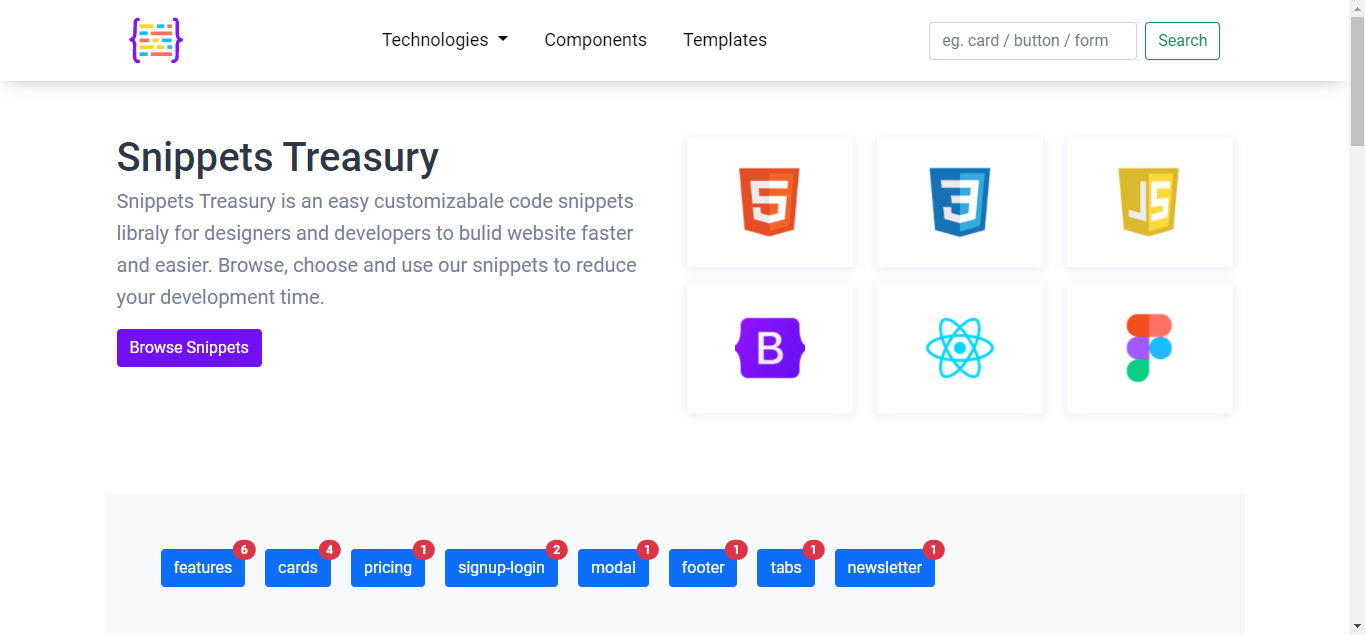 Technologies Components Templates eg. card / button / form Search
Snippets Treasury
Snippets Treasury is an easy customizabale code snippets
libraly for designers and developers to bulid website faster
and easier. Browse, choose and use our snippets to reduce
your development time.
Browse Snippets
5 3 JS
B
6 4 1 2 1 1 1 1
features cards pricing signup-login modal footer tabs newsletter